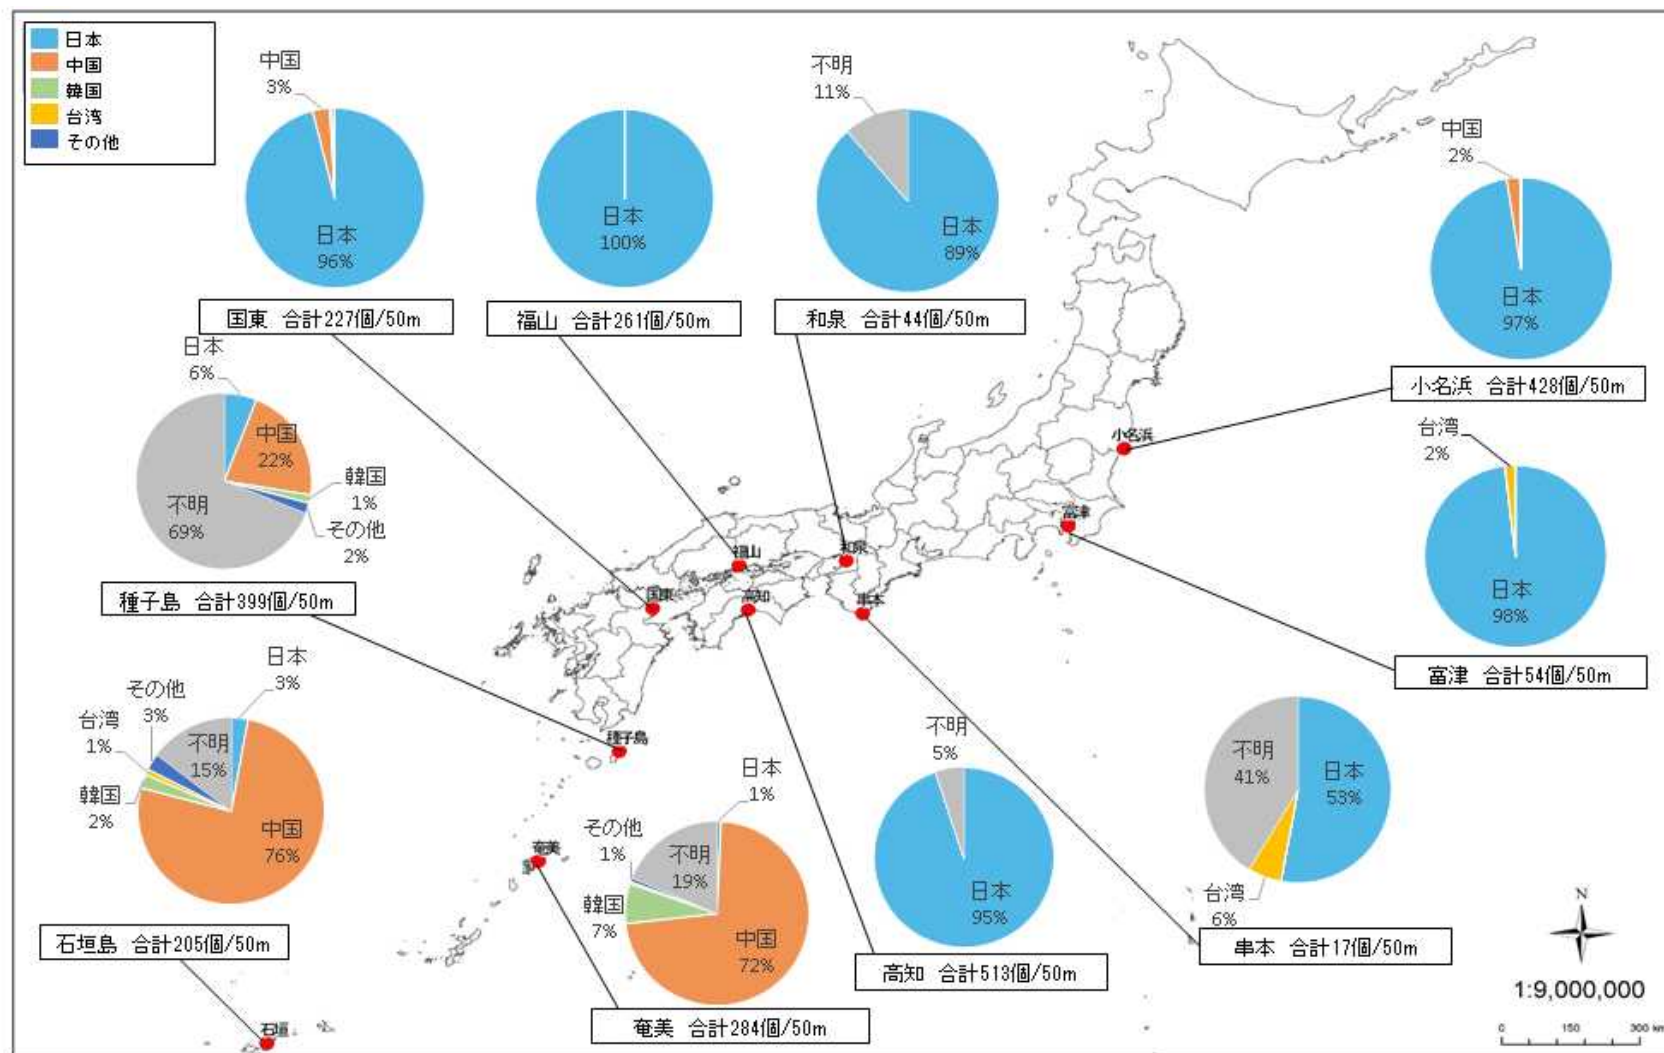 日本
中国
韓国
台湾
その他
中国
3%
日本
96%
国東 合計227個/50m
日本
100%
福山 合計261個/50m
不明
11%
日本
89%
和泉 合計44個/50m
中国
2%
日本
97%
小名浜 合計428個/50m
日本
6%
中国
22%
韓国
1%
その他
2%
不明
69%
種子島 合計399個/50m
台湾
2%
日本
98%
富津 合計54個/50m
小名浜
富津
福山
和泉
国東
高知
串本
種子島
奄美
石垣
日本
3%
その他
3%
台湾
1%
不明
15%
韓国
2%
中国
76%
石垣島 合計205個/50m
日本
1%
その他
1%
不明
19%
韓国
7%
中国
72%
奄美 合計284個/50m
不明
5%
日本
95%
高知 合計513個/50m
不明
41%
日本
53%
台湾
6%
串本 合計17個/50m
N
1:9,000,000
0 150 300 km